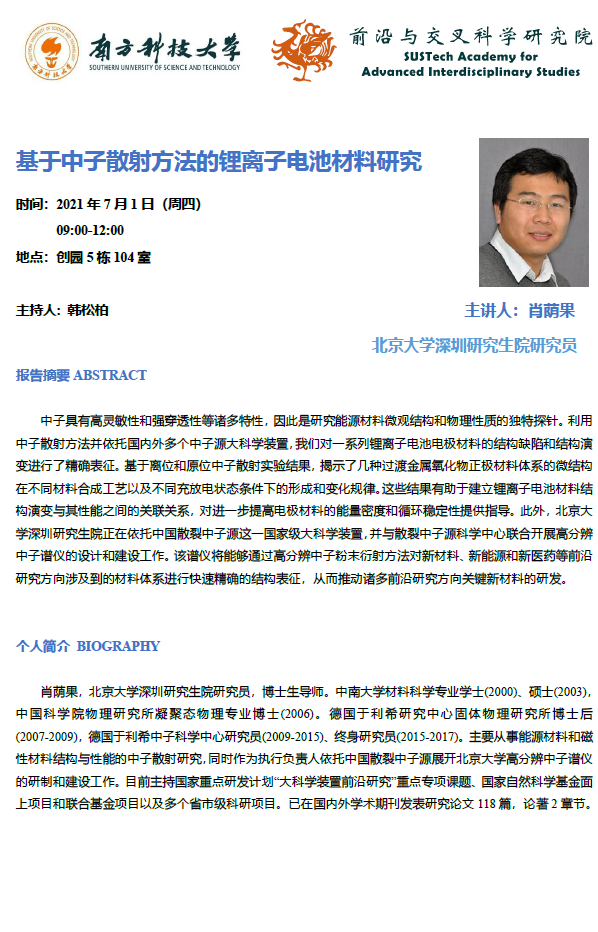 南方科技大学
SOUTHERN UNIVERSITY OF SCIENCE AND TECHNOLOGY
前沿与交叉科学研究院
SUSTech Academy for
Advanced Interdisciplinary Studies
基于中子散射方法的锂离子电池材料研究
时间：2021 年 7 月 1 日（周四）
09:00-12:00
地点：创园 5 栋 104 室
主持人：韩松柏
主讲人：肖荫果
北京大学深圳研究生院研究员
报告摘要 ABSTRACT
中子具有高灵敏性和强穿透性等诸多特性，因此是研究能源材料微观结构和物理性质的独特探针。利用
中子散射方法并依托国内外多个中子源大科学装置，我们对一系列锂离子电池电极材料的结构缺陷和结构演
变进行了精确表征。基于离位和原位中子散射实验结果，揭示了几种过渡金属氧化物正极材料体系的微结构
在不同材料合成工艺以及不同充放电状态条件下的形成和变化规律。这些结果有助于建立锂离子电池材料结
构演变与其性能之间的关联关系，对进一步提高电极材料的能量密度和循环稳定性提供指导。此外，北京大
学深圳研究生院正在依托中国散裂中子源这一国家级大科学装置，并与散裂中子源科学中心联合开展高分辨
中子谱仪的设计和建设工作。该谱仪将能够通过高分辨中子粉末衍射方法对新材料、新能源和新医药等前沿
研究方向涉及到的材料体系进行快速精确的结构表征，从而推动诸多前沿研究方向关键新材料的研发。
个人简介 BIOGRAPHY
肖荫果，北京大学深圳研究生院研究员，博士生导师。中南大学材料科学专业学士(2000)、硕士(2003)，
中国科学院物理研究所凝聚态物理专业博士(2006)。德国于利希研究中心固体物理研究所博士后
(2007-2009)，德国于利希中子科学中心研究员(2009-2015)、终身研究员(2015-2017)。主要从事能源材料和磁
性材料结构与性能的中子散射研究，同时作为执行负责人依托中国散裂中子源展开北京大学高分辨中子谱仪
的研制和建设工作。目前主持国家重点研发计划“大科学装置前沿研究”重点专项课题、国家自然科学基金面
上项目和联合基金项目以及多个省市级科研项目。已在国内外学术期刊发表研究论文 118 篇，论著 2 章节。